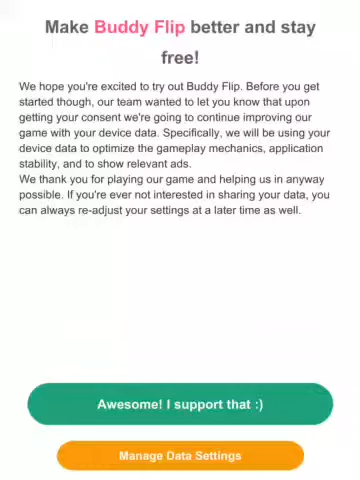 Make Buddy Flip better and stay
free!
We hope you're excited to try out Buddy Flip. Before you get
started though, our team wanted to let you know that upon
getting your consent we're going to continue improving our
game with your device data. Specifically, we will be using your
device data to optimize the gameplay mechanics, application
stability, and to show relevant ads.
We thank you for playing our game and helping us in anyway
possible. If you're ever not interested in sharing your data, you
can always re-adjust your settings at a later time as well.
Awesome! I support that :)
Manage Data Settings